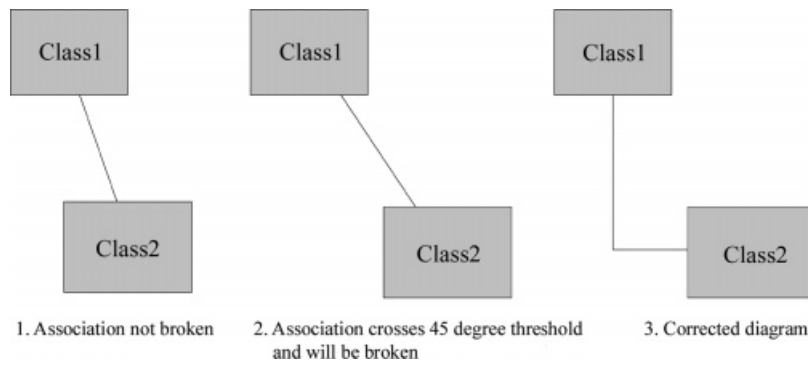 Class1
Class2
1. Association not broken
Class1
Class2
2. Association crosses 45 degree threshold
and will be broken
Class1
Class2
3. Corrected diagram